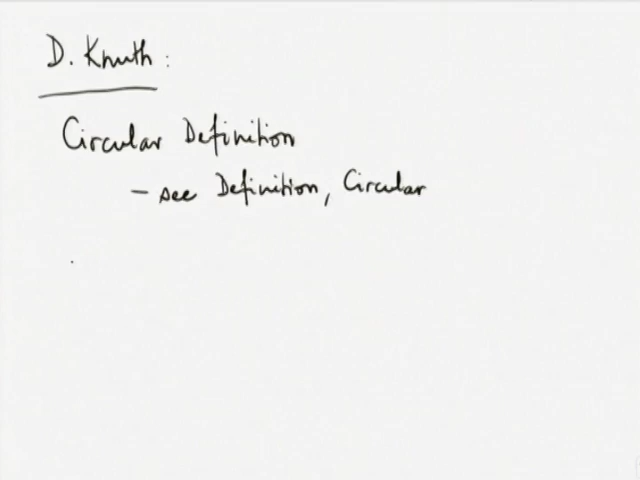 D. Knuth:
Circular Definition
- see Definition, Circular